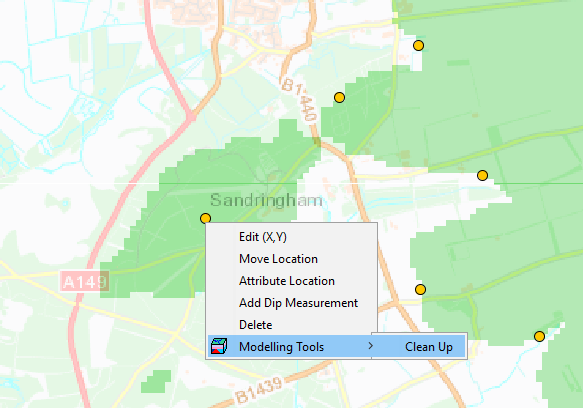 B1440
Sandringham
A149
Edit (X,Y)
Move Location
Attribute Location
Add Dip Measurement
Delete
Modelling Tools
Clean Up
B1439